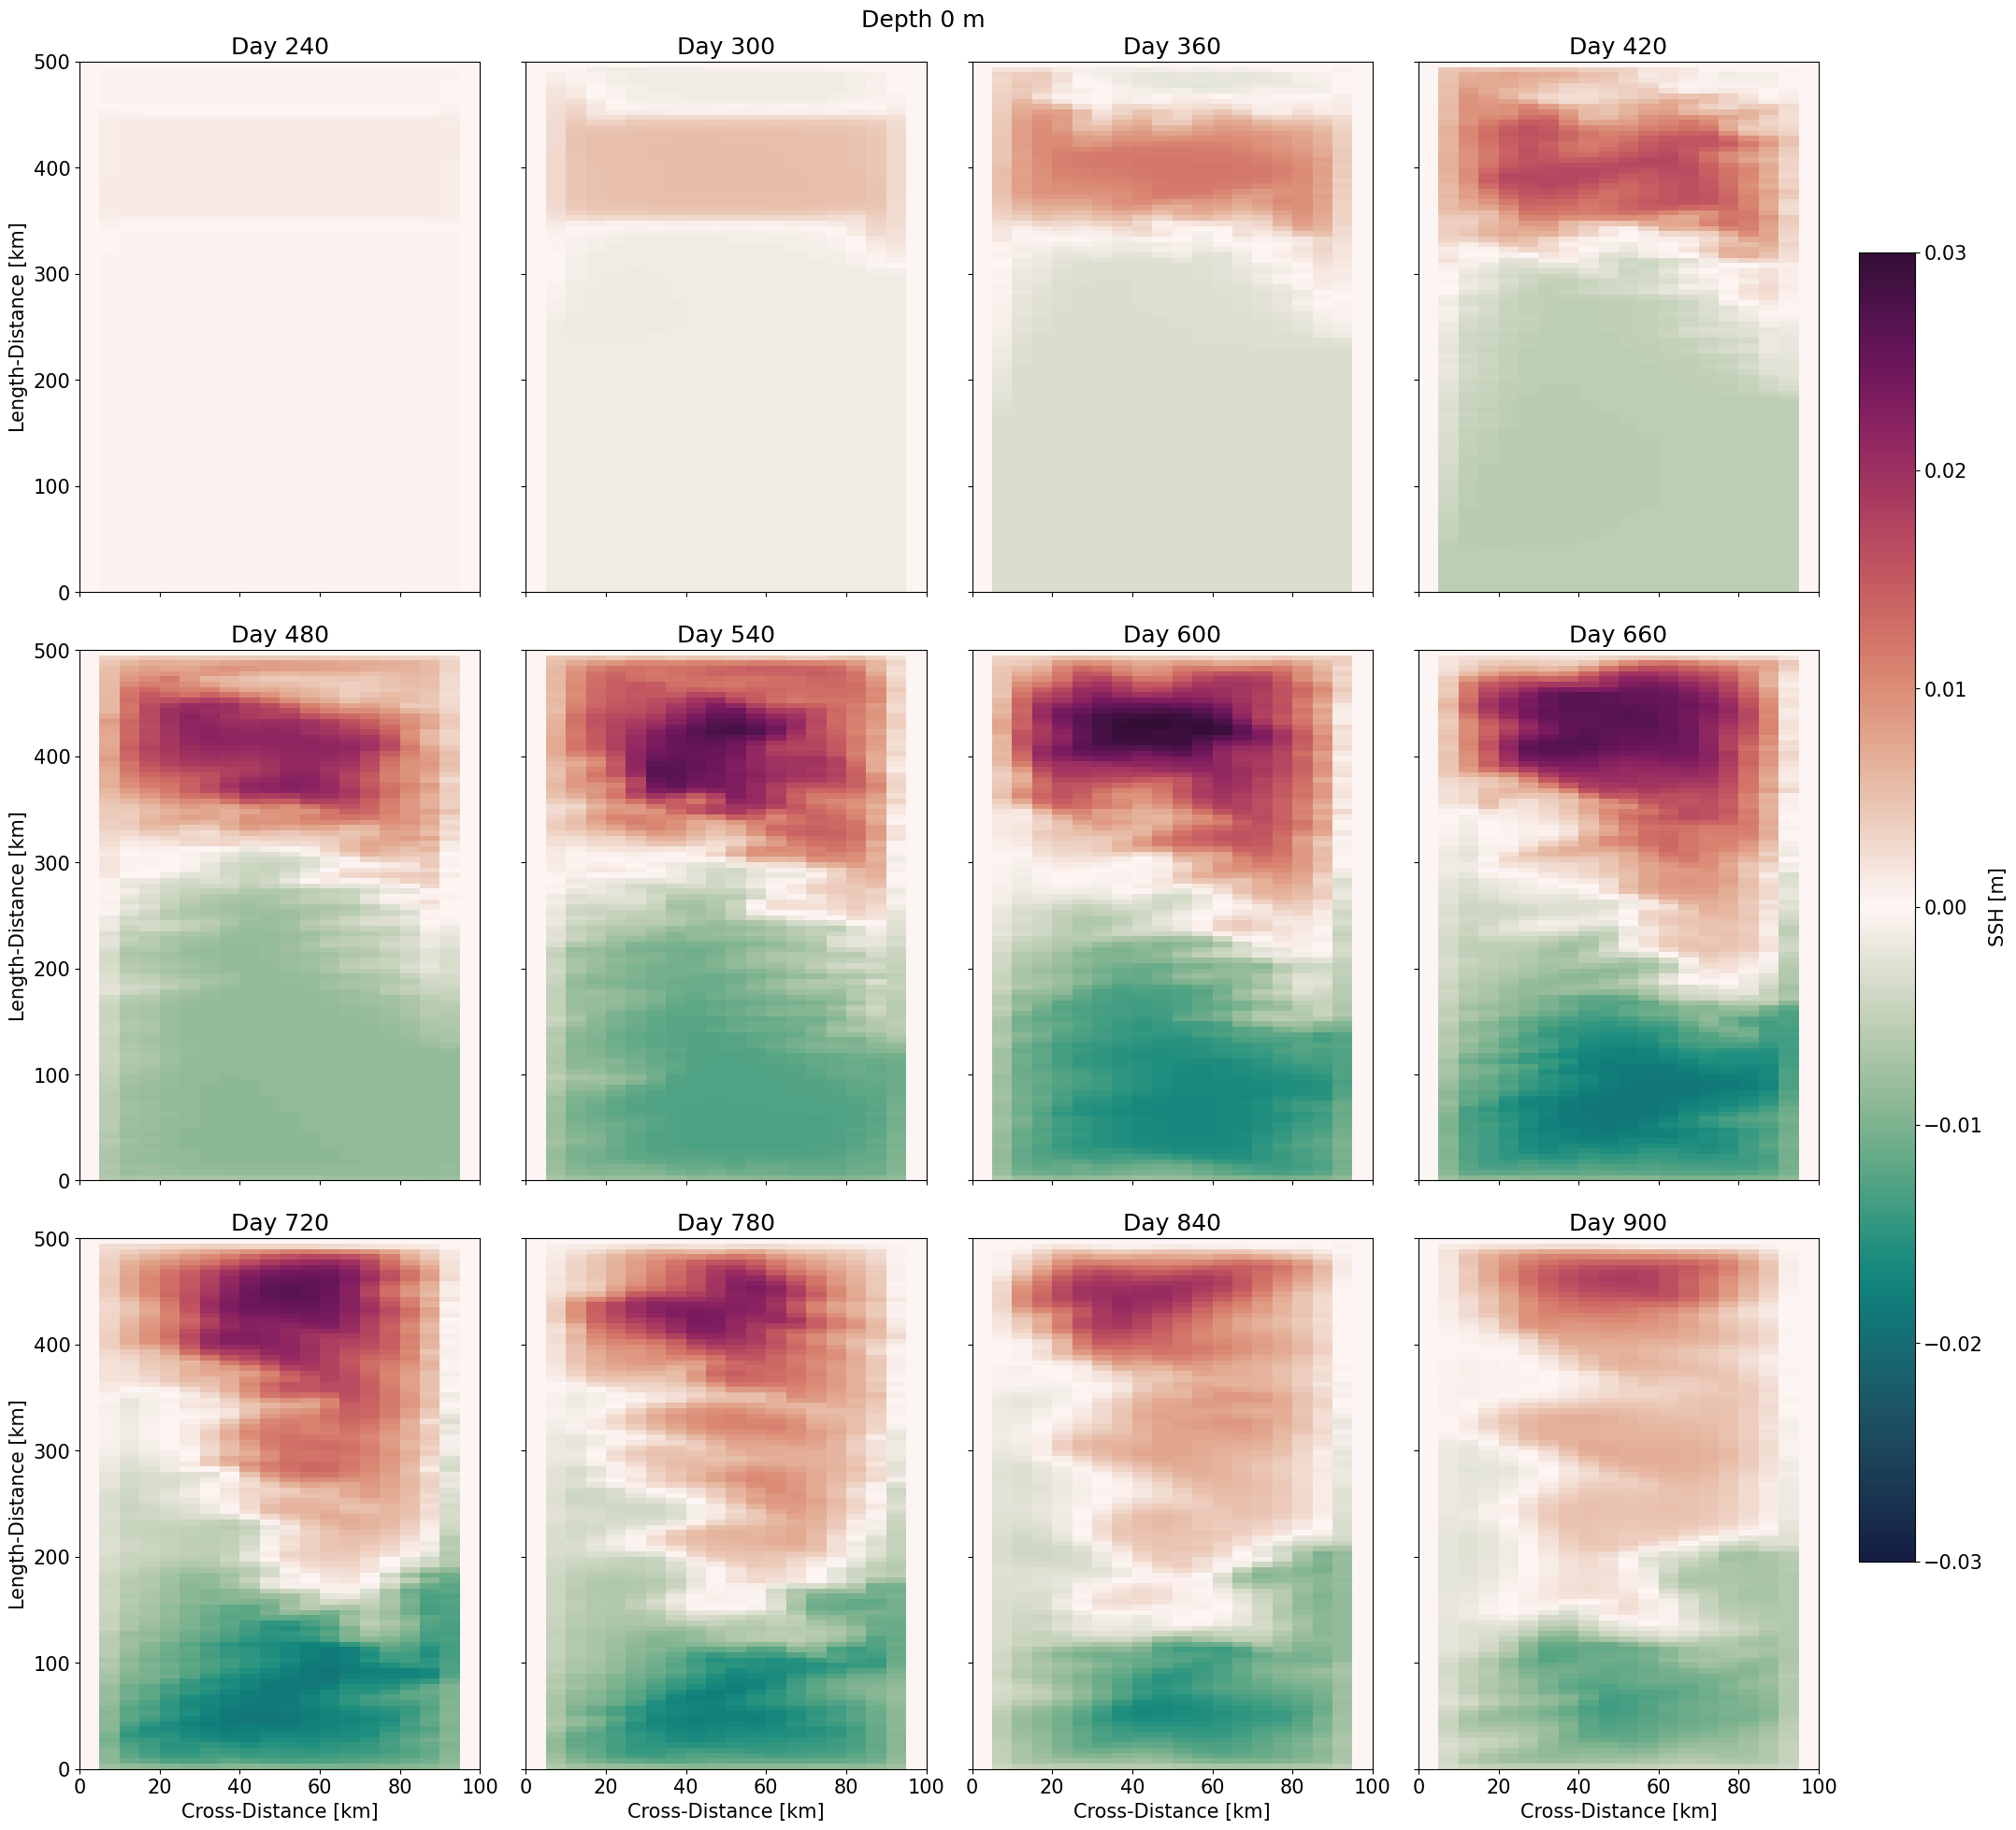 Depth 0 m
Day 240
Day 300
Day 360
Day 420
500
400
300
200
100
0
Length-Distance [km]
Day 480
Day 540
Day 600
Day 660
500
400
300
200
100
0
Length-Distance [km]
Day 720
Day 780
Day 840
Day 900
500
400
300
200
100
0
Length-Distance [km]
0 20 40 60 80 100
0 20 40 60 80 100
0 20 40 60 80 100
0 20 40 60 80 100
Cross-Distance [km]
Cross-Distance [km]
Cross-Distance [km]
Cross-Distance [km]
0.03
0.02
0.01
0.00
−0.01
−0.02
−0.03
SSH [m]